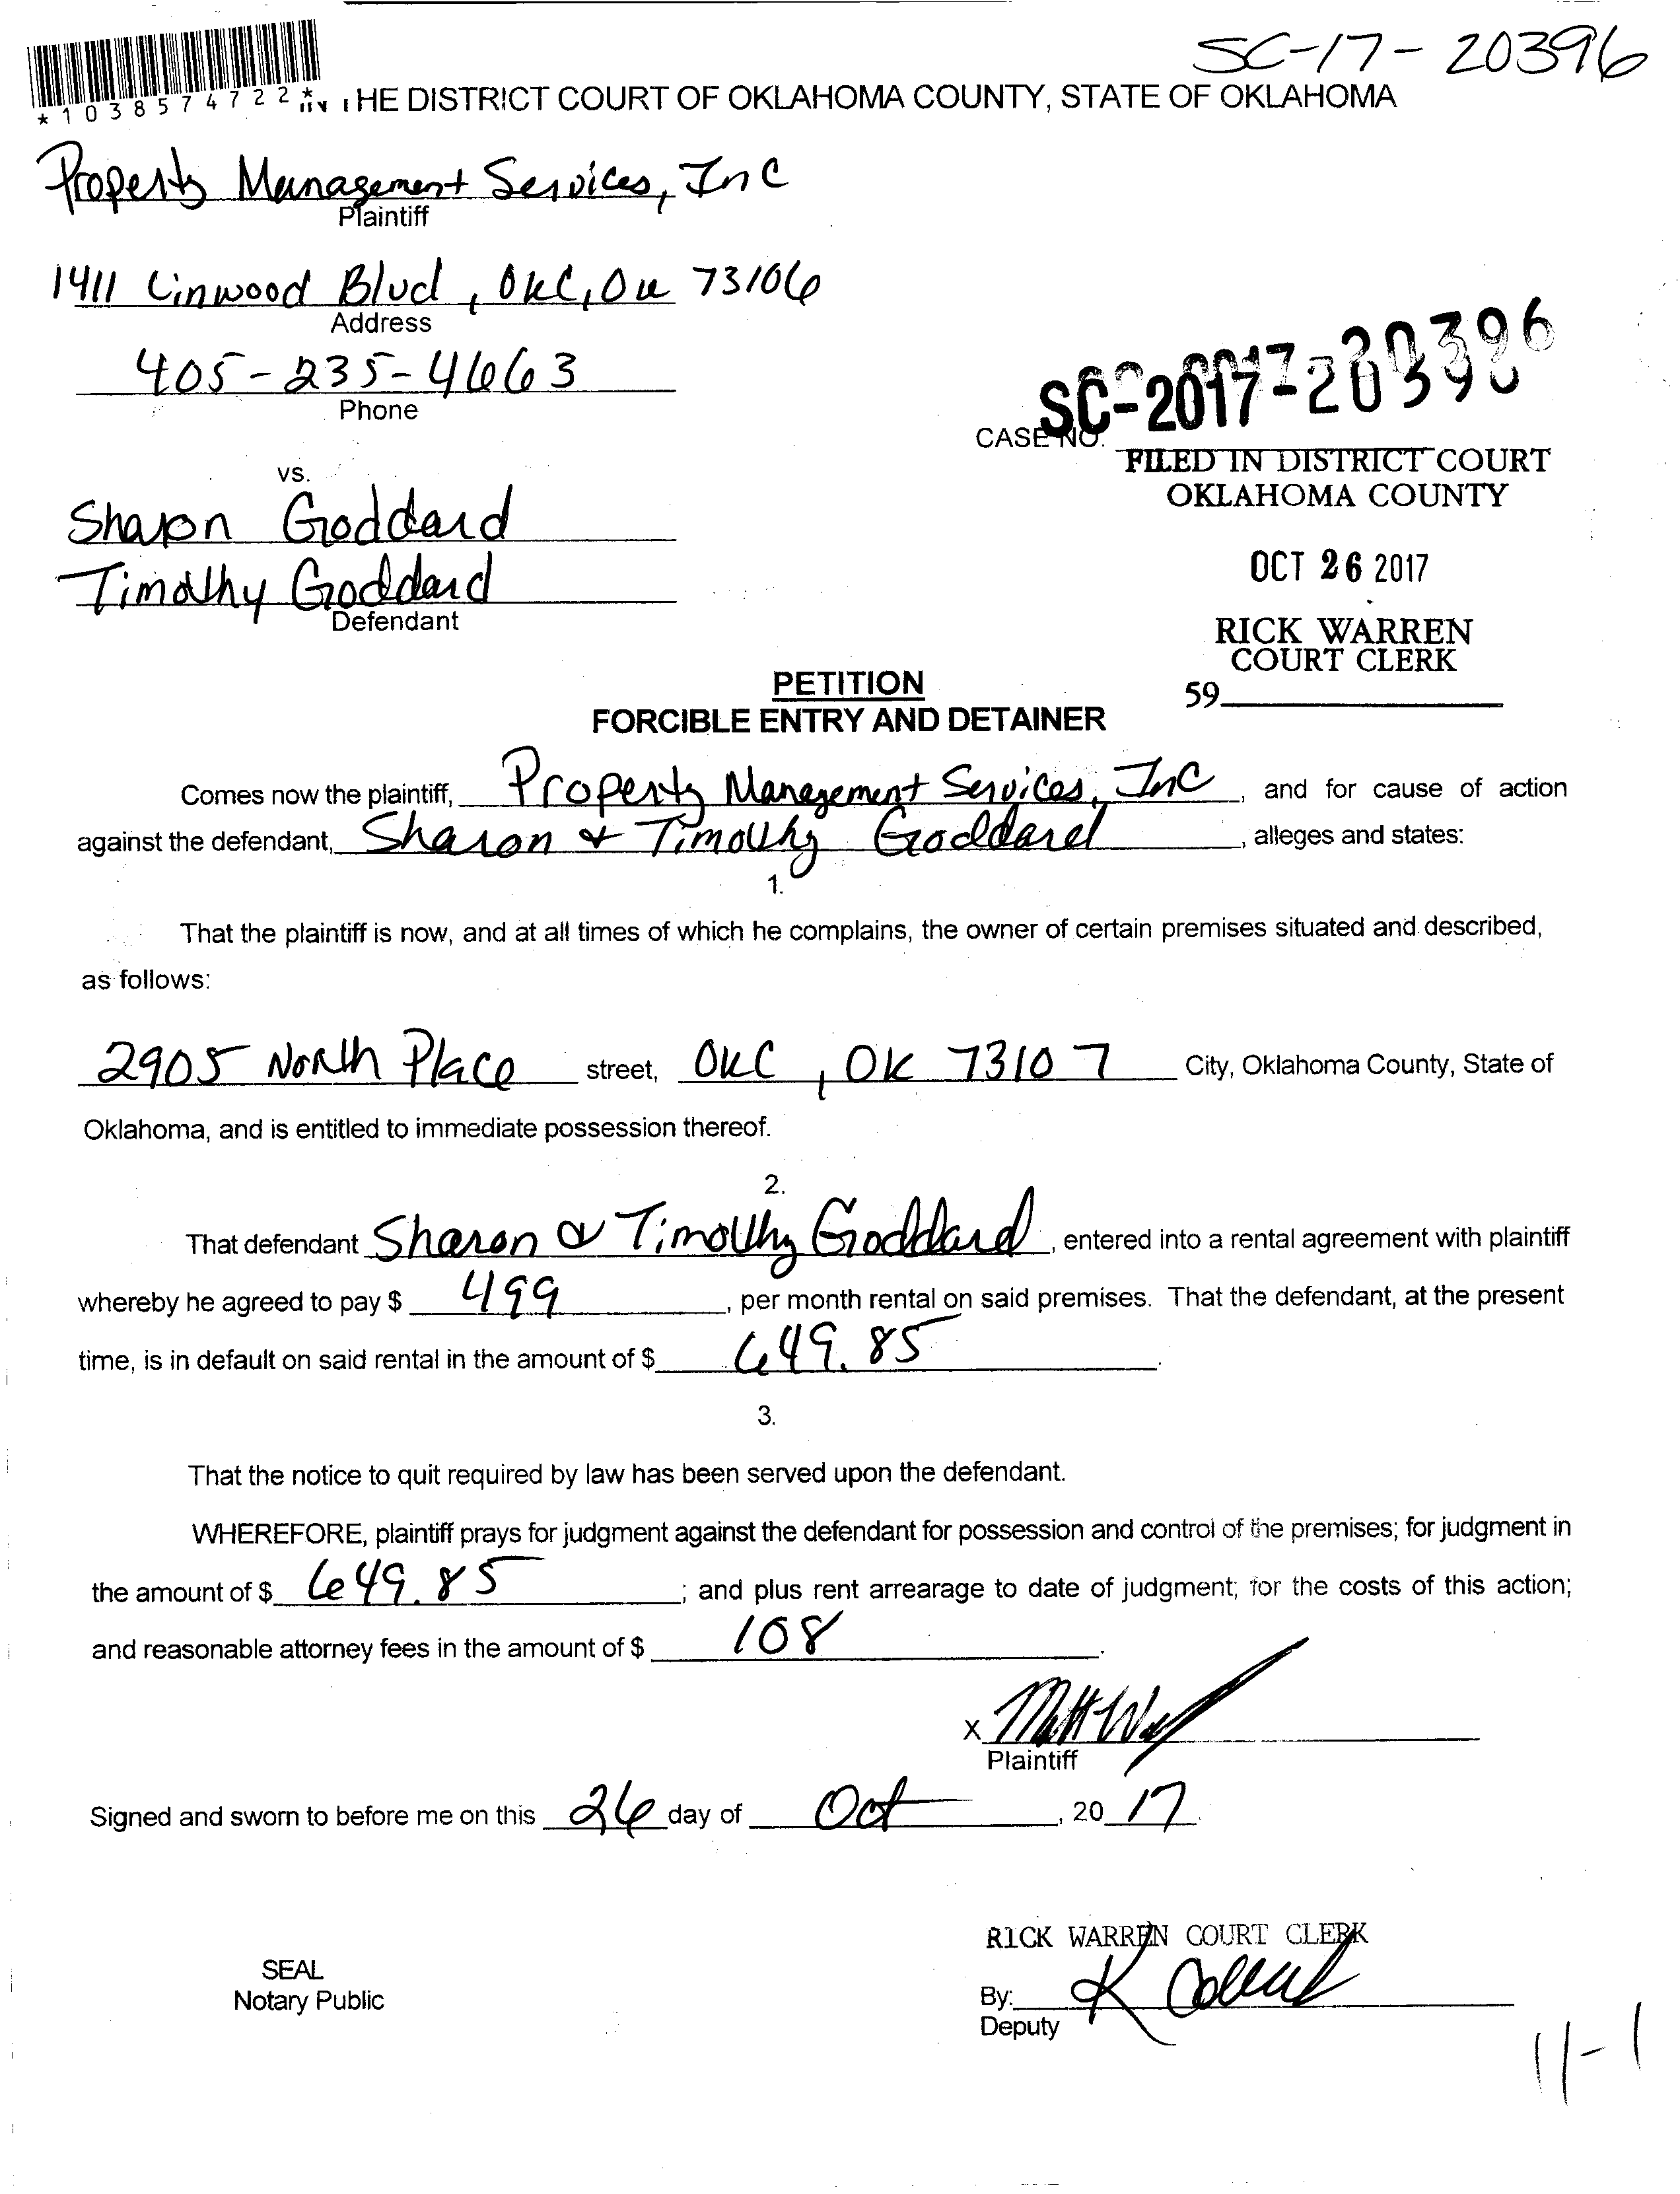 SC-17-20396
*1038574722*
IN THE DISTRICT COURT OF OKLAHOMA COUNTY, STATE OF OKLAHOMA
Property Management Services, Inc
Plaintiff
1411 Linwood Blvd, OKC, OK 73106
Address
405-235-4663
Phone
SC-2017-20396
CASE NO.
FILED IN DISTRICT COURT
OKLAHOMA COUNTY
vs.
Sharon Goddard
Timothy Goddard
Defendant
OCT 26 2017
RICK WARREN
COURT CLERK
59
PETITION
FORCIBLE ENTRY AND DETAINER
Comes now the plaintiff, Property Management Services, Inc, and for cause of action
against the defendant, Sharon & Timothy Goddard, alleges and states:
1.
That the plaintiff is now, and at all times of which he complains, the owner of certain premises situated and described,
as follows:
2905 North Place street, OKC, OK 73107 City, Oklahoma County, State of
Oklahoma, and is entitled to immediate possession thereof.
2.
That defendant Sharon & Timothy Goddard, entered into a rental agreement with plaintiff
whereby he agreed to pay $ 499, per month rental on said premises. That the defendant, at the present
time, is in default on said rental in the amount of $ 649.85.
3.
That the notice to quit required by law has been served upon the defendant.
WHEREFORE, plaintiff prays for judgment against the defendant for possession and control of the premises; for judgment in
the amount of $ 649.85; and plus rent arrearage to date of judgment; for the costs of this action;
and reasonable attorney fees in the amount of $ 108.
X
Plaintiff
Signed and sworn to before me on this 26 day of Oct, 20 17.
RICK WARREN COURT CLERK
SEAL
Notary Public
By: K
Deputy
11-1